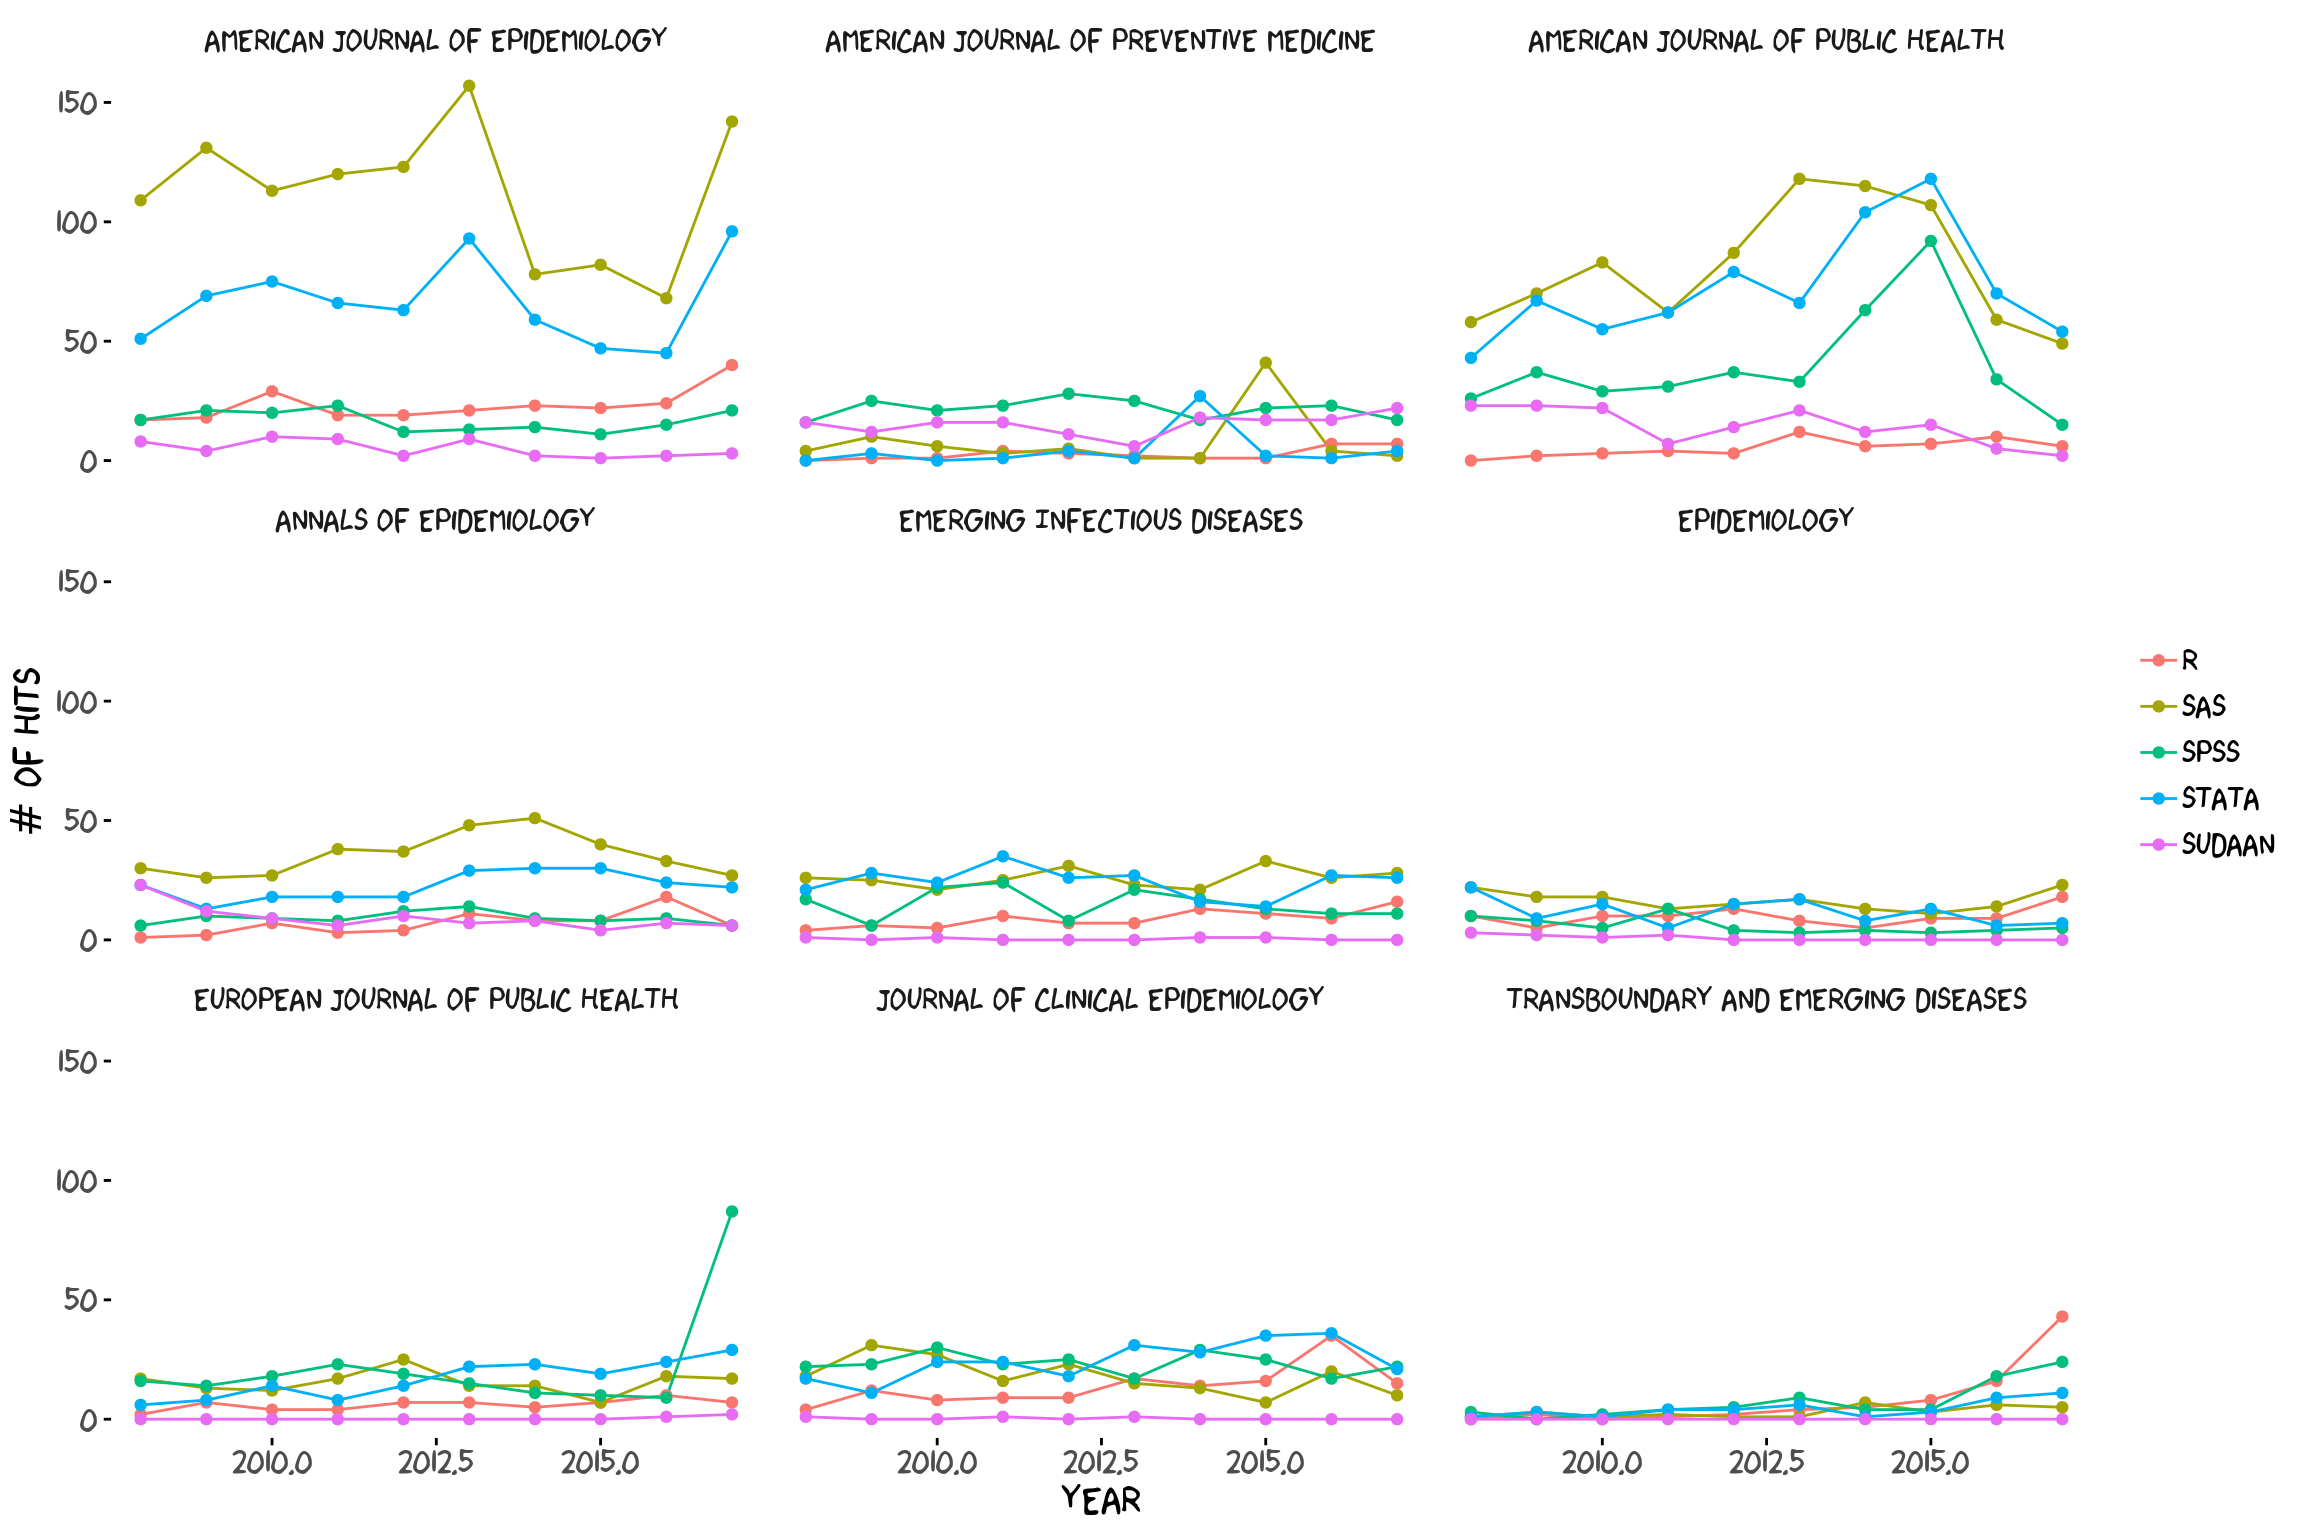 AMERICAN JOURNAL OF EPIDEMIOLOGY
AMERICAN JOURNAL OF PREVENTIVE MEDICINE
AMERICAN JOURNAL OF PUBLIC HEALTH
150
100
50
0
ANNALS OF EPIDEMIOLOGY
EMERGING INFECTIOUS DISEASES
EPIDEMIOLOGY
150
100
50
0
# OF HITS
R
SAS
SPSS
STATA
SUDAAN
EUROPEAN JOURNAL OF PUBLIC HEALTH
JOURNAL OF CLINICAL EPIDEMIOLOGY
TRANSBOUNDARY AND EMERGING DISEASES
150
100
50
0
2010.0 2012.5 2015.0
2010.0 2012.5 2015.0
2010.0 2012.5 2015.0
YEAR